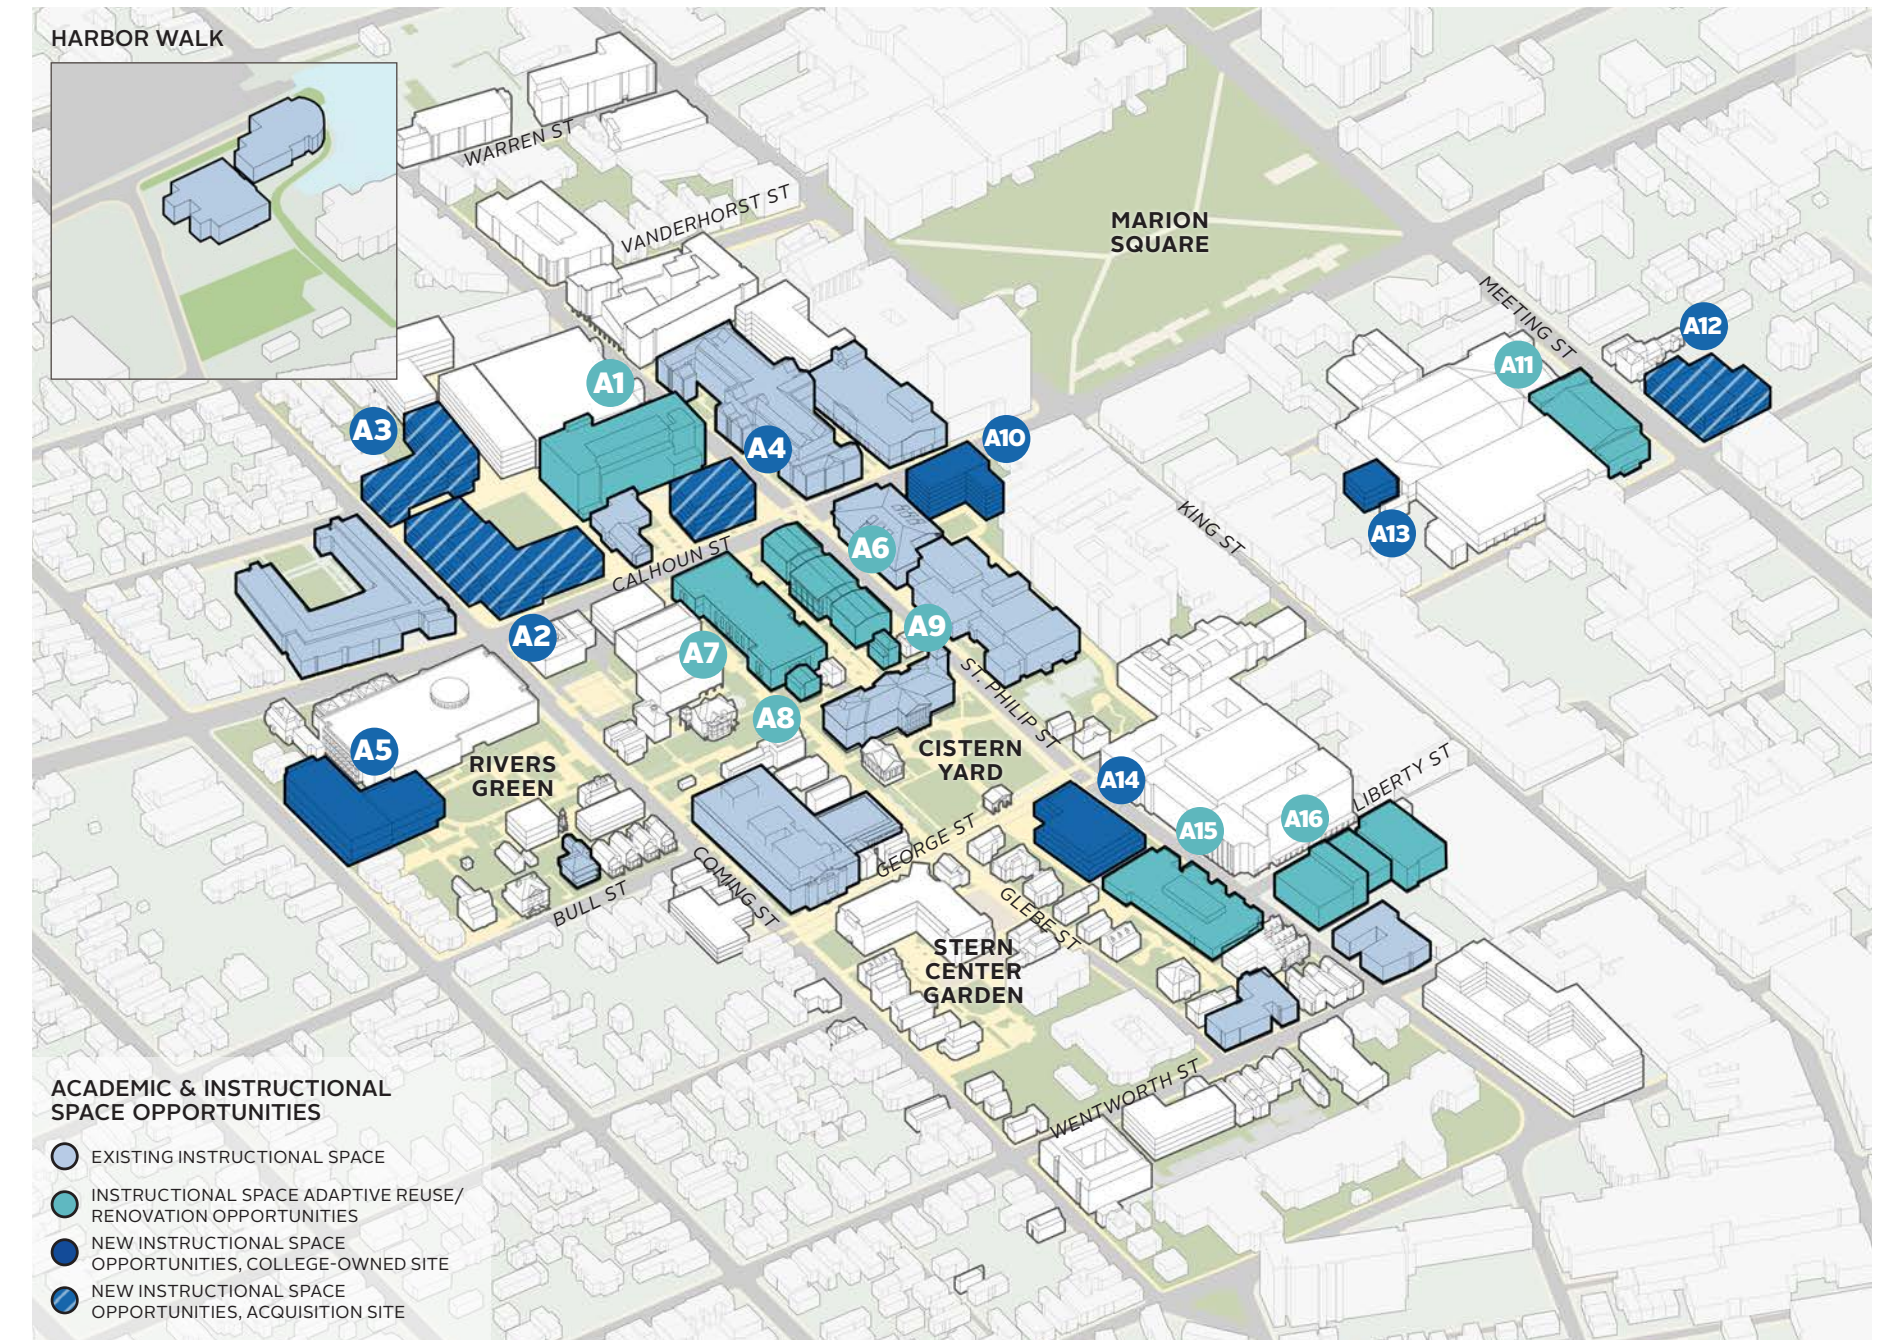 HARBOR WALK
WARREN ST
VANDERHORST ST
MARION
SQUARE
MEETING ST
A12
A11
A1
A3
A4
A10
KING ST
A13
CALHOUN ST
A6
A2
A9
A7
ST. PHILIP ST
A8
A5
RIVERS
GREEN
CISTERN
YARD
A14
LIBERTY ST
A15
A16
GEORGE ST
COMING ST
BULL ST
GLEBE ST
STERN
CENTER
GARDEN
WENTWORTH ST
ACADEMIC & INSTRUCTIONAL
SPACE OPPORTUNITIES
EXISTING INSTRUCTIONAL SPACE
INSTRUCTIONAL SPACE ADAPTIVE REUSE/
RENOVATION OPPORTUNITIES
NEW INSTRUCTIONAL SPACE
OPPORTUNITIES, COLLEGE-OWNED SITE
NEW INSTRUCTIONAL SPACE
OPPORTUNITIES, ACQUISITION SITE